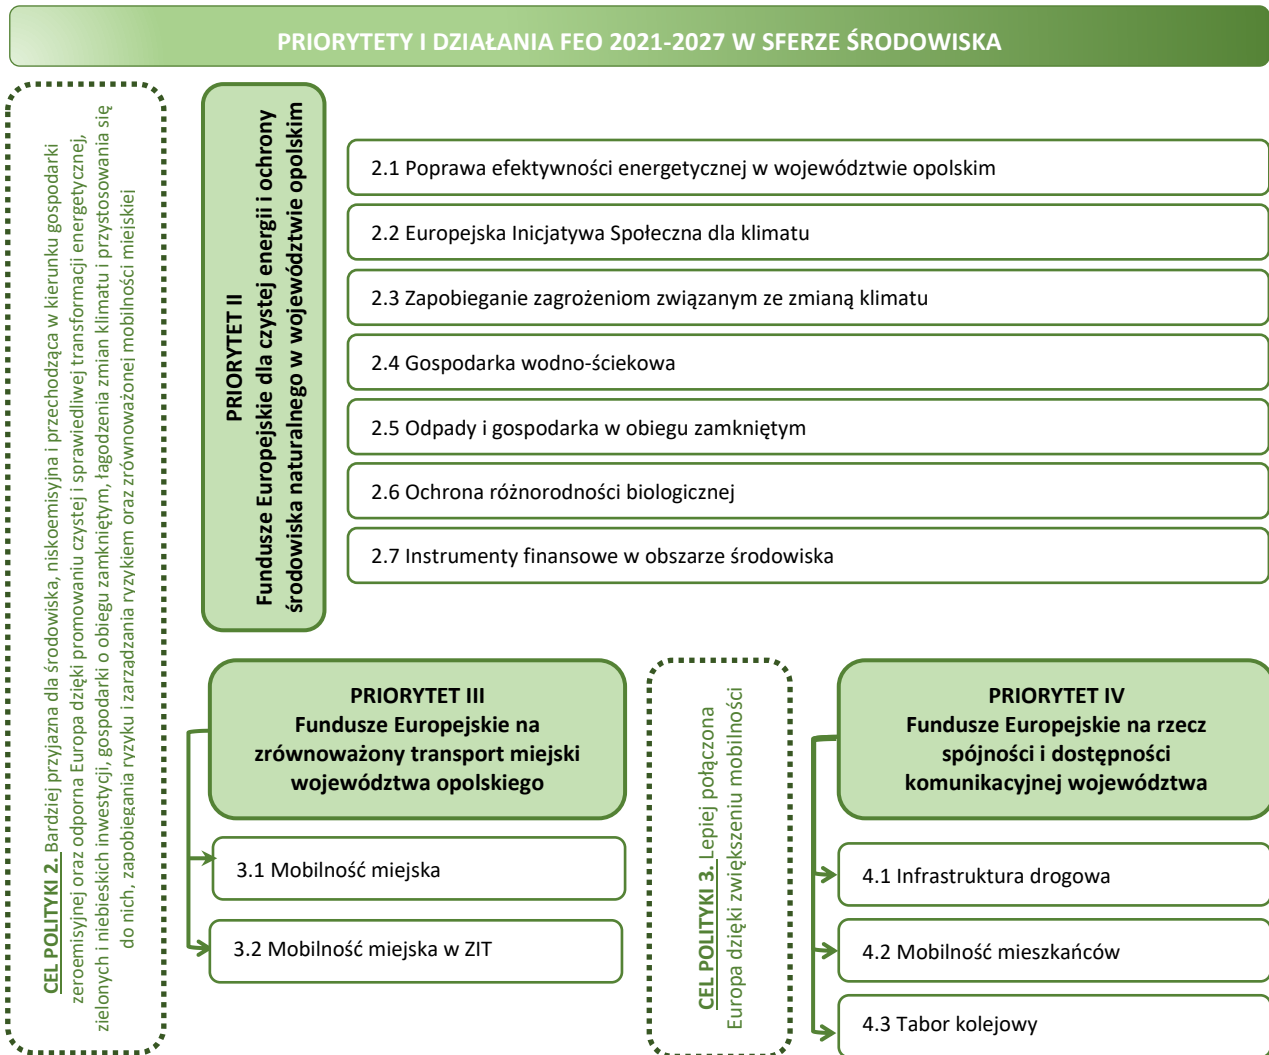 PRIORYTETY I DZIAŁANIA FEO 2021-2027 W SFERZE ŚRODOWISKA
CEL POLITYKI 2. Bardziej przyjazna dla środowiska, niskoemisyjna i przechodząca w kierunku gospodarki
zeroemisyjnej oraz odporna Europa dzięki promowaniu czystej i sprawiedliwej transformacji energetycznej,
zielonych i niebieskich inwestycji, gospodarki o obiegu zamkniętym, łagodzenia zmian klimatu i przystosowania się
do nich, zapobiegania ryzyku i zarządzania ryzykiem oraz zrównoważonej mobilności miejskiej
PRIORYTET II
Fundusze Europejskie dla czystej energii i ochrony
środowiska naturalnego w województwie opolskim
2.1 Poprawa efektywności energetycznej w województwie opolskim
2.2 Europejska Inicjatywa Społeczna dla klimatu
2.3 Zapobieganie zagrożeniom związanym ze zmianą klimatu
2.4 Gospodarka wodno-ściekowa
2.5 Odpady i gospodarka w obiegu zamkniętym
2.6 Ochrona różnorodności biologicznej
2.7 Instrumenty finansowe w obszarze środowiska
PRIORYTET III
Fundusze Europejskie na
zrównoważony transport miejski
województwa opolskiego
3.1 Mobilność miejska
3.2 Mobilność miejska w ZIT
CEL POLITYKI 3. Lepiej połączona
Europa dzięki zwiększeniu mobilności
PRIORYTET IV
Fundusze Europejskie na rzecz
spójności i dostępności
komunikacyjnej województwa
4.1 Infrastruktura drogowa
4.2 Mobilność mieszkańców
4.3 Tabor kolejowy